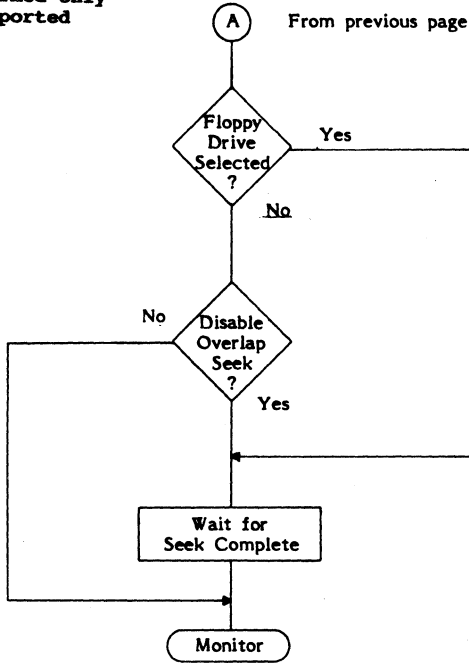 only
ported
A
From previous page
Floppy
Drive
Selected
?
Yes
No
No
Disable
Overlap
Seek
?
Yes
Wait for
Seek Complete
Monitor